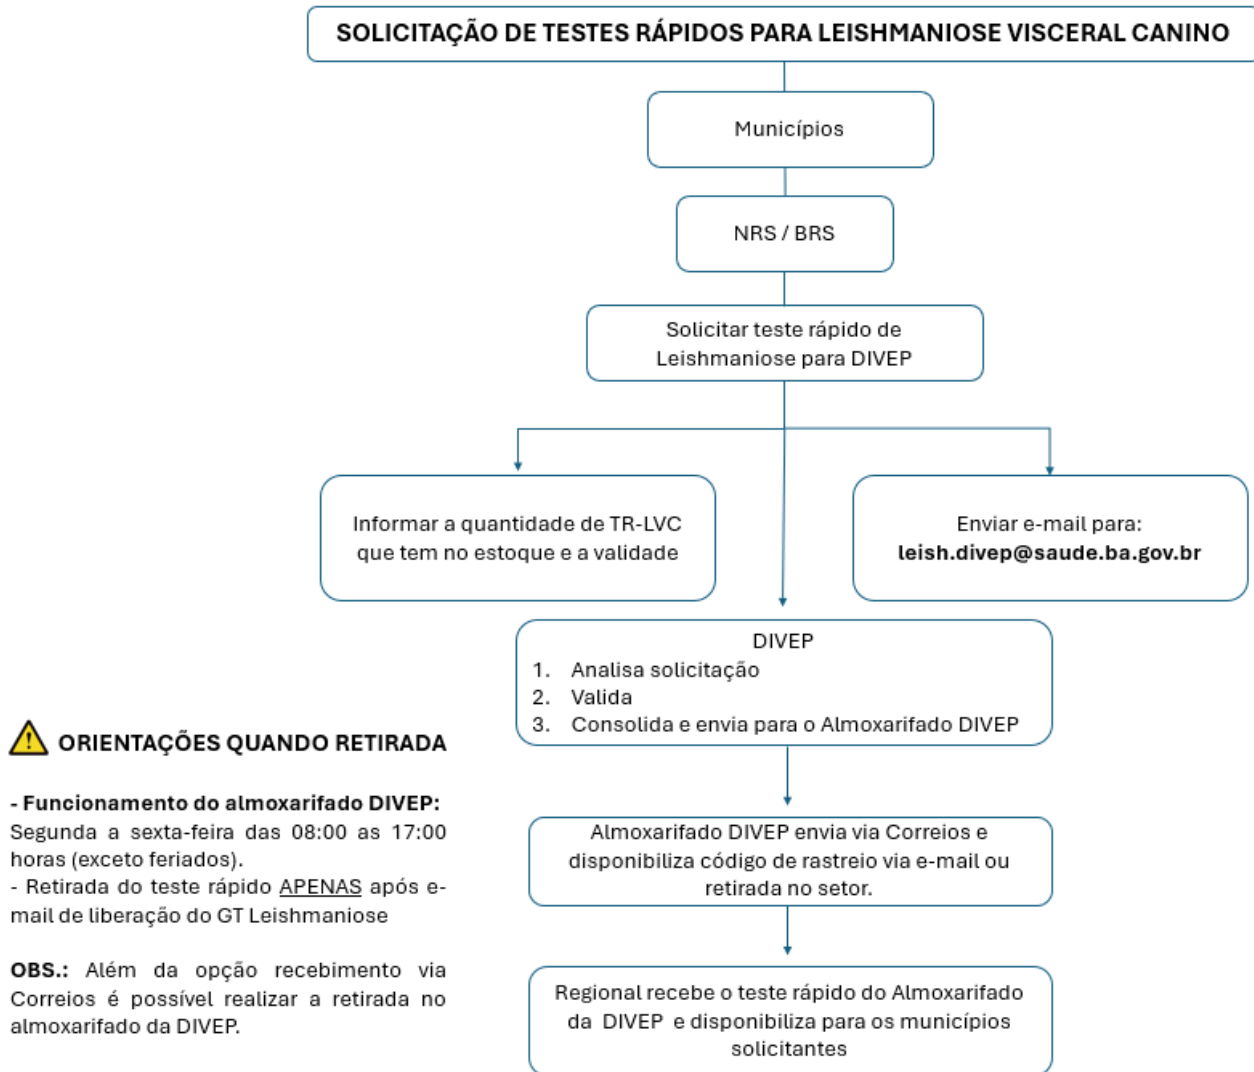 SOLICITAÇÃO DE TESTES RÁPIDOS PARA LEISHMANIOSE VISCERAL CANINO
Municípios
NRS / BRS
Solicitar teste rápido de
Leishmaniose para DIVEP
Informar a quantidade de TR-LVC
que tem no estoque e a validade
Enviar e-mail para:
leish.divep@saude.ba.gov.br
DIVEP
1. Analisa solicitação
2. Valida
3. Consolida e envia para o Almoxarifado DIVEP
Almoxarifado DIVEP envia via Correios e
disponibiliza código de rastreio via e-mail ou
retirada no setor.
Regional recebe o teste rápido do Almoxarifado
da DIVEP e disponibiliza para os municípios
solicitantes
ORIENTAÇÕES QUANDO RETIRADA
- Funcionamento do almoxarifado DIVEP:
Segunda a sexta-feira das 08:00 as 17:00
horas (exceto feriados).
- Retirada do teste rápido APENAS após e-
mail de liberação do GT Leishmaniose
OBS.: Além da opção recebimento via
Correios é possível realizar a retirada no
almoxarifado da DIVEP.